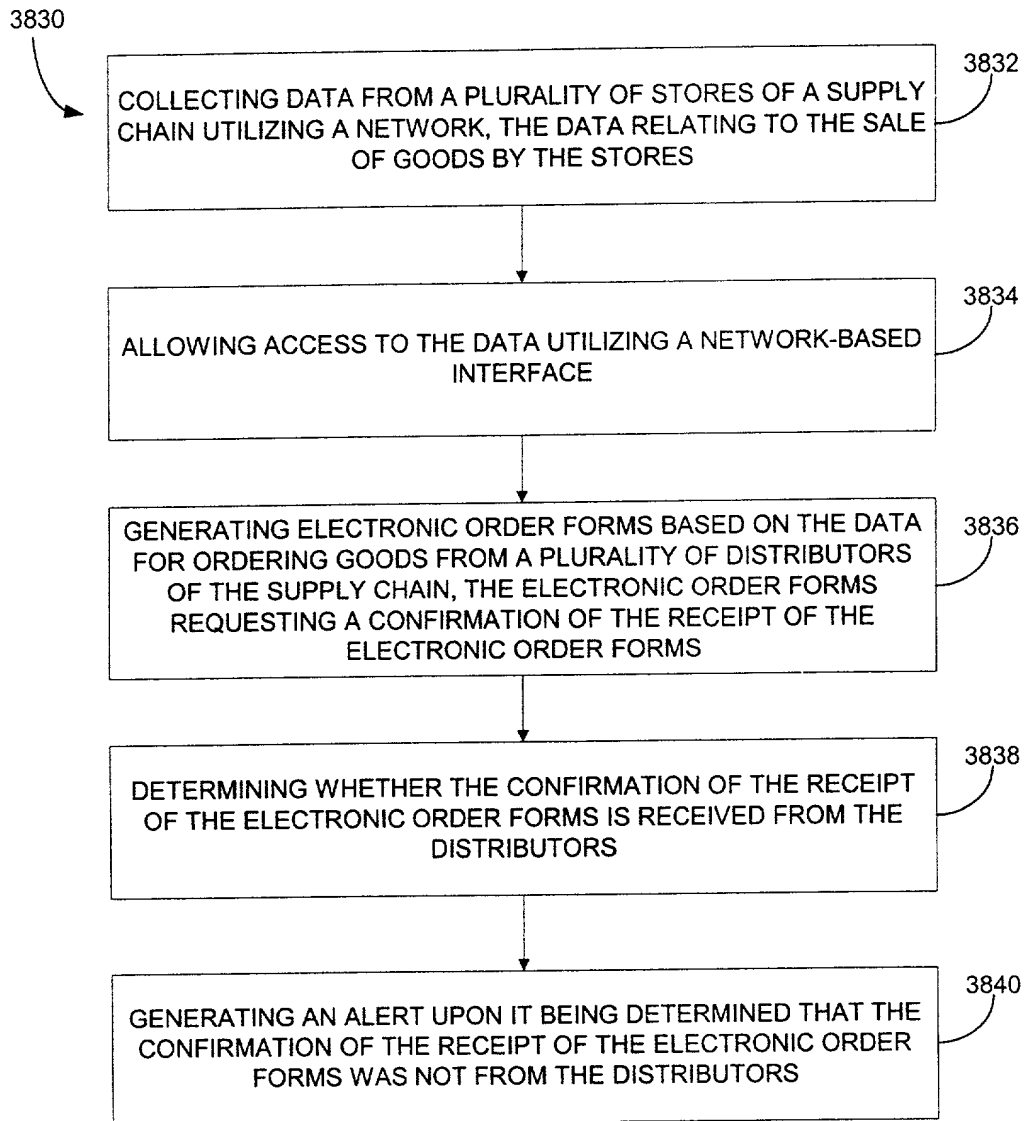 3830
3832
COLLECTING DATA FROM A PLURALITY OF STORES OF A SUPPLY
CHAIN UTILIZING A NETWORK, THE DATA RELATING TO THE SALE
OF GOODS BY THE STORES
3834
ALLOWING ACCESS TO THE DATA UTILIZING A NETWORK-BASED
INTERFACE
3836
GENERATING ELECTRONIC ORDER FORMS BASED ON THE DATA
FOR ORDERING GOODS FROM A PLURALITY OF DISTRIBUTORS
OF THE SUPPLY CHAIN, THE ELECTRONIC ORDER FORMS
REQUESTING A CONFIRMATION OF THE RECEIPT OF THE
ELECTRONIC ORDER FORMS
3838
DETERMINING WHETHER THE CONFIRMATION OF THE RECEIPT
OF THE ELECTRONIC ORDER FORMS IS RECEIVED FROM THE
DISTRIBUTORS
3840
GENERATING AN ALERT UPON IT BEING DETERMINED THAT THE
CONFIRMATION OF THE RECEIPT OF THE ELECTRONIC ORDER
FORMS WAS NOT FROM THE DISTRIBUTORS